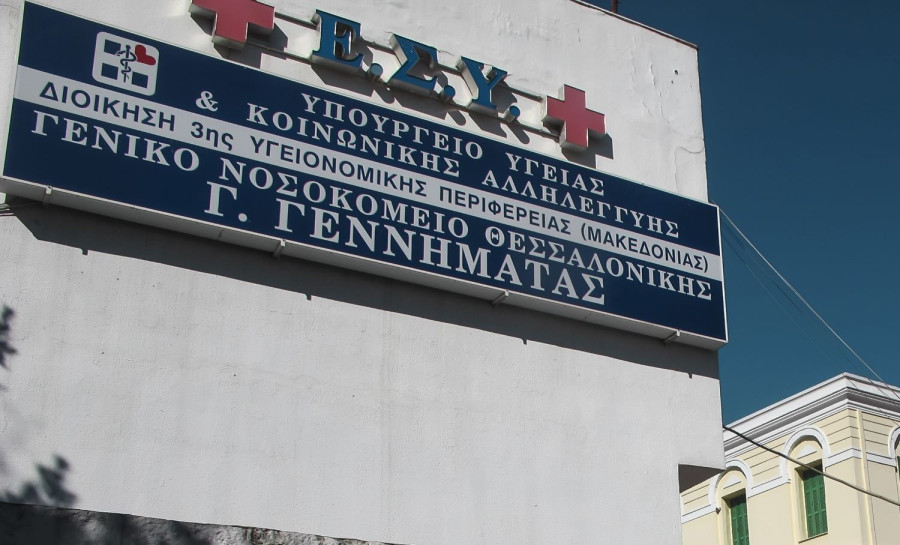 Ε.Σ.Υ.
ΥΠΟΥΡΓΕΙΟ ΥΓΕΙΑΣ
& ΚΟΙΝΩΝΙΚΗΣ ΑΛΛΗΛΕΓΓΥΗΣ
ΔΙΟΙΚΗΣΗ 3ης ΥΓΕΙΟΝΟΜΙΚΗΣ ΠΕΡΙΦΕΡΕΙΑΣ (ΜΑΚΕΔΟΝΙΑΣ)
ΓΕΝΙΚΟ ΝΟΣΟΚΟΜΕΙΟ ΘΕΣΣΑΛΟΝΙΚΗΣ
Γ. ΓΕΝΝΗΜΑΤΑΣ